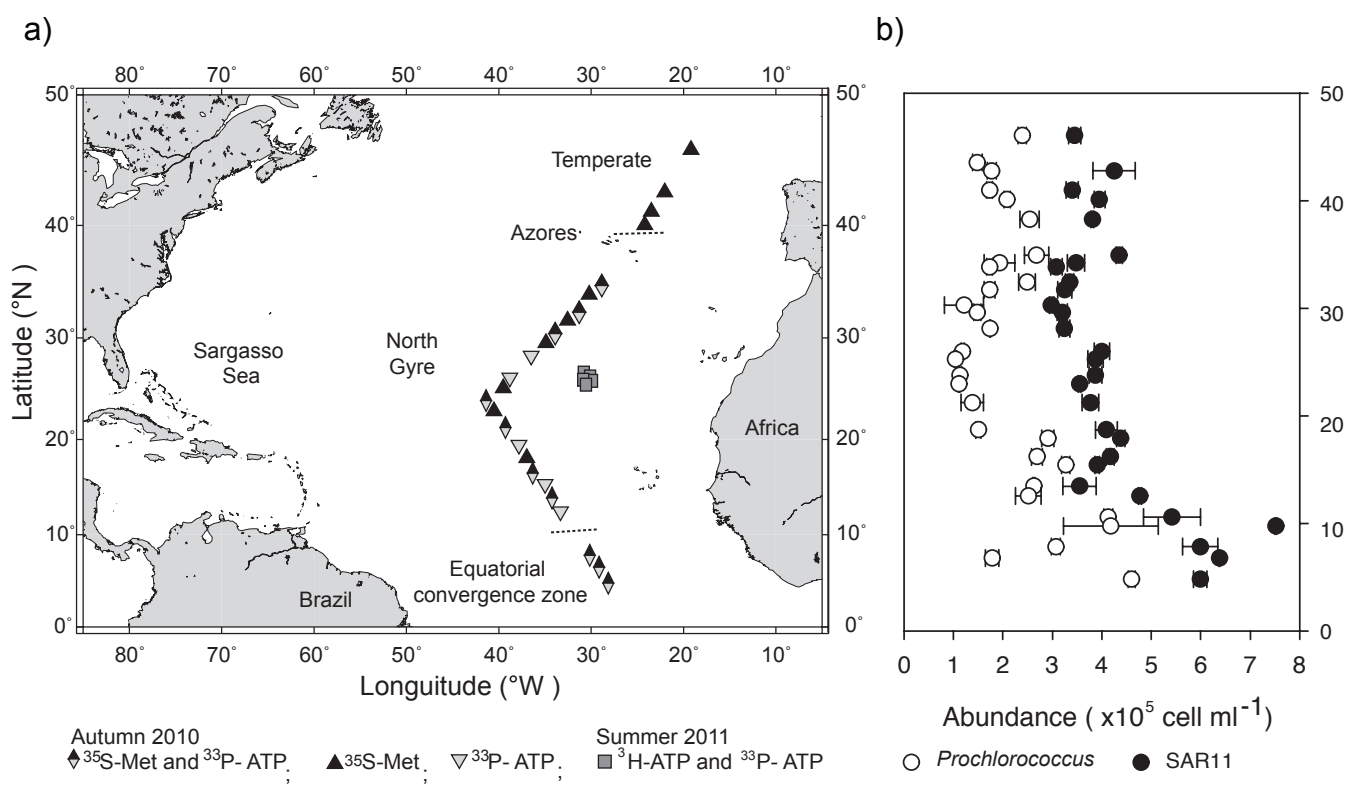 a)
80° 70° 60° 50° 40° 30° 20° 10°
50° 50°
Temperate
40° 40°
Azores
30° 30°
North
Gyre
Sargasso
Sea
20° 20°
Africa
10° 10°
Equatorial
convergence zone
Brazil
0° 0°
80° 70° 60° 50° 40° 30° 20° 10°
Latitude (°N )
Longuitude (°W )
Autumn 2010
35S-Met and 33P- ATP; 35S-Met ; 33P- ATP ;
Summer 2011
3H-ATP and 33P- ATP
b)
50
40
30
20
10
0
0 1 2 3 4 5 6 7 8
Abundance ( x10⁵ cell ml⁻¹)
Prochlorococcus SAR11